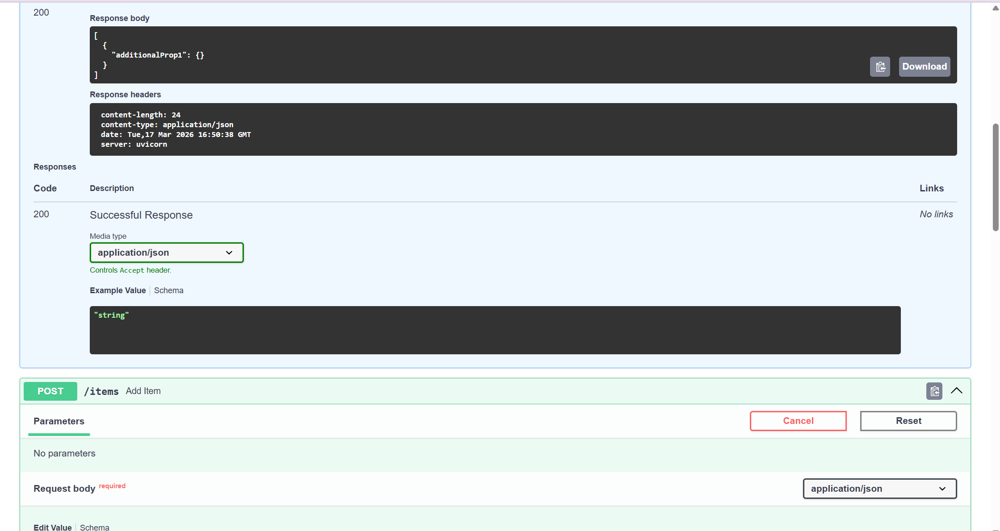 200
Response body
[
  {
    "additionalProp1": {}
  }
]
Download
Response headers
content-length: 24
content-type: application/json
date: Tue,17 Mar 2026 16:50:38 GMT
server: uvicorn
Responses
Code Description Links
200 Successful Response No links
Media type
application/json
Controls Accept header.
Example Value Schema
"string"
POST /items Add Item
Parameters Cancel Reset
No parameters
Request body required application/json
Edit Value Schema